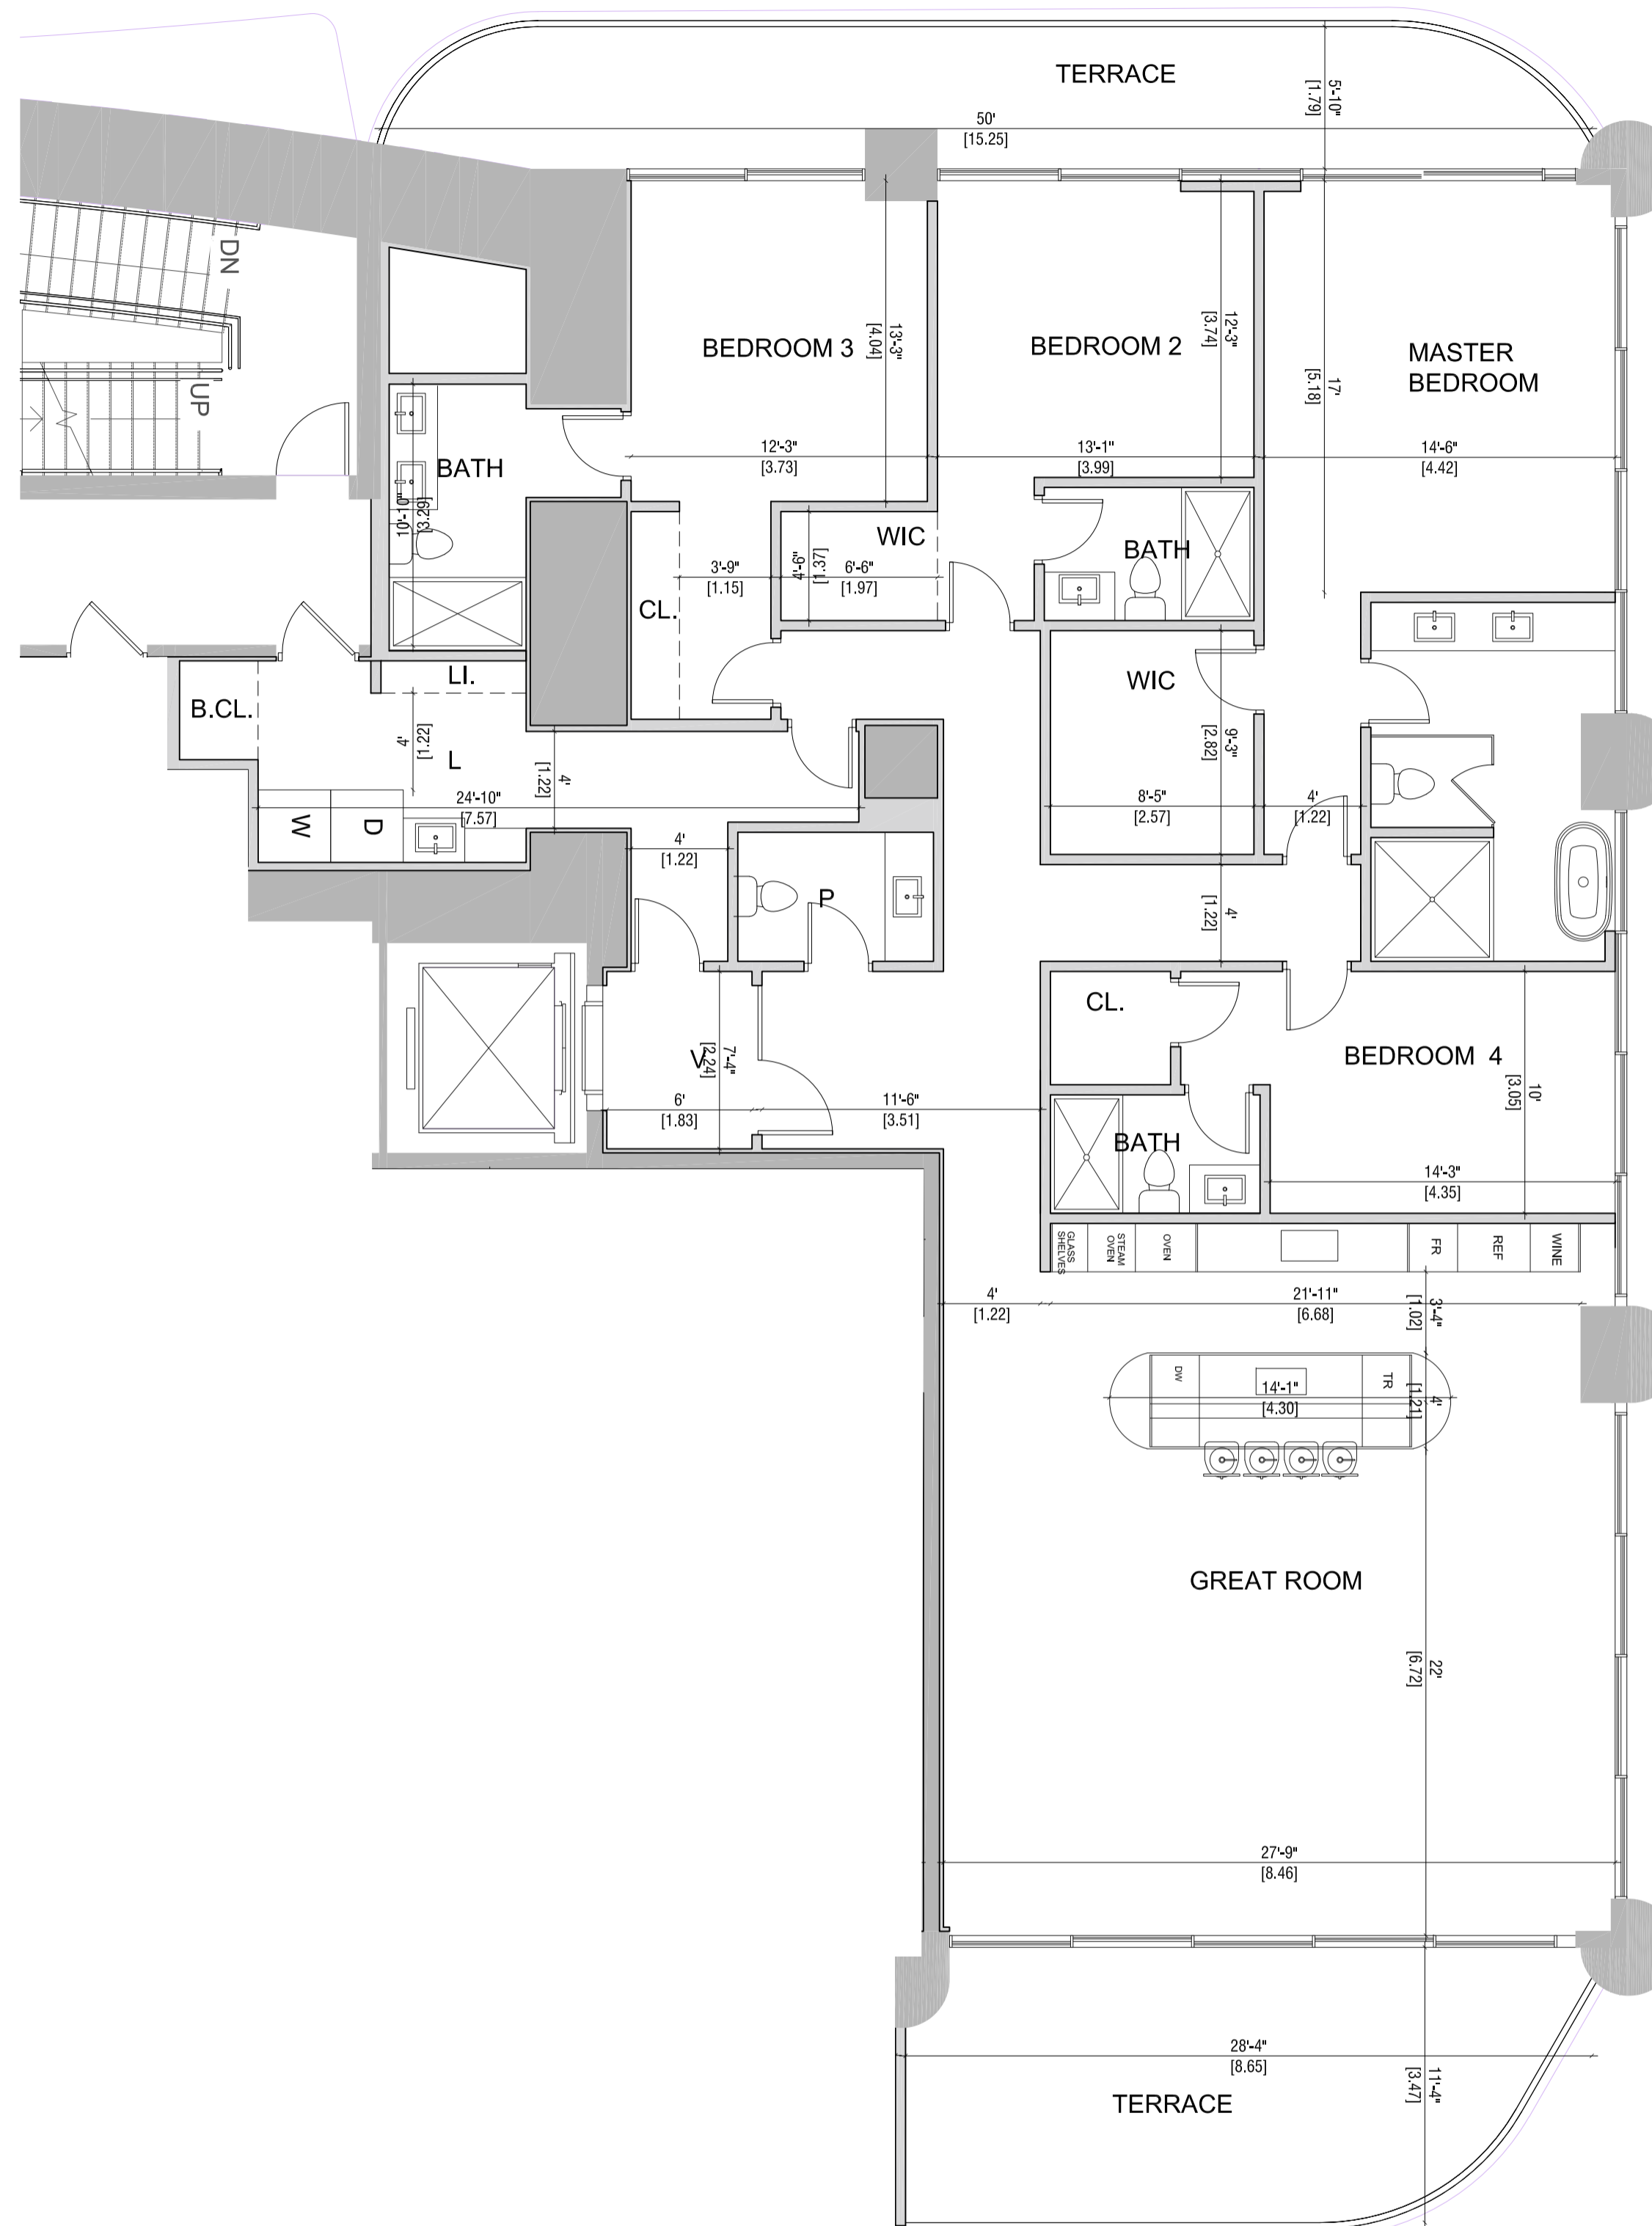 TERRACE
5'-10"
[1.79]
50'
[15.25]
DN
UP
BEDROOM 3
13'-3"
[4.04]
BEDROOM 2
12'-3"
[3.74]
MASTER
BEDROOM
17'
[5.18]
12'-3"
[3.73]
13'-1"
[3.99]
14'-6"
[4.42]
BATH
10'-10"
[3.29]
WIC
4'-6"
[1.37]
6'-6"
[1.97]
3'-9"
[1.15]
CL.
BATH
B.CL.
LI.
L
4'
[1.22]
4'
[1.22]
24'-10"
[7.57]
W
D
WIC
9'-3"
[2.82]
8'-5"
[2.57]
4'
[1.22]
4'
[1.22]
P
4'
[1.22]
CL.
BEDROOM 4
10'
[3.05]
V
7'-4"
[2.24]
6'
[1.83]
11'-6"
[3.51]
BATH
14'-3"
[4.35]
GLASS
SHELVES
STEAM
OVEN
OVEN
FR
REF
WINE
4'
[1.22]
21'-11"
[6.68]
3'-4"
[1.02]
DW
14'-1"
[4.30]
TR
4'
[1.21]
GREAT ROOM
22'
[6.72]
27'-9"
[8.46]
28'-4"
[8.65]
11'-4"
[3.47]
TERRACE